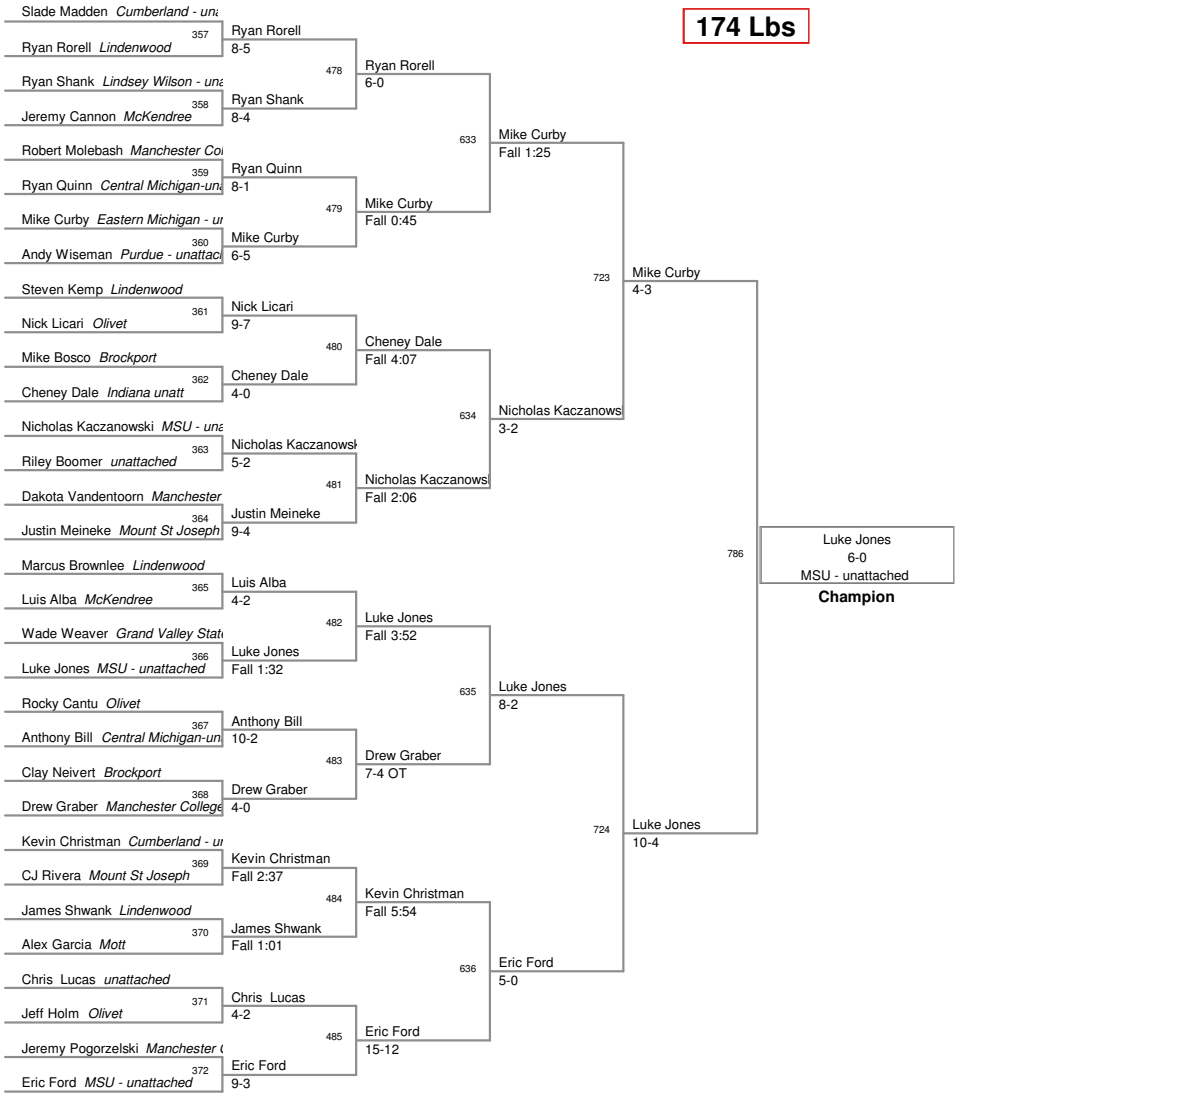 174 Lbs
Slade Madden Cumberland - una
357
Ryan Rorell Lindenwood
Ryan Rorell
8-5
478
Ryan Shank Lindsey Wilson - una
358
Jeremy Cannon McKendree
Ryan Shank
8-4
Ryan Rorell
6-0
633
Robert Molebash Manchester Col
359
Ryan Quinn Central Michigan-una
Ryan Quinn
8-1
479
Mike Curby Eastern Michigan - un
360
Andy Wiseman Purdue - unattach
Mike Curby
6-5
Mike Curby
Fall 0:45
Mike Curby
Fall 1:25
723
Steven Kemp Lindenwood
361
Nick Licari Olivet
Nick Licari
9-7
480
Mike Bosco Brockport
362
Cheney Dale Indiana unatt
Cheney Dale
4-0
Cheney Dale
Fall 4:07
634
Nicholas Kaczanowski MSU - una
363
Riley Boomer unattached
Nicholas Kaczanowsk
5-2
481
Dakota Vandentoorn Manchester
364
Justin Meineke Mount St Joseph
Justin Meineke
9-4
Nicholas Kaczanowsl
Fall 2:06
Nicholas Kaczanows
3-2
Mike Curby
4-3
786
Marcus Brownlee Lindenwood
365
Luis Alba McKendree
Luis Alba
4-2
482
Wade Weaver Grand Valley State
366
Luke Jones MSU - unattached
Luke Jones
Fall 1:32
Luke Jones
Fall 3:52
635
Rocky Cantu Olivet
367
Anthony Bill Central Michigan-un
Anthony Bill
10-2
483
Clay Neivert Brockport
368
Drew Graber Manchester College
Drew Graber
4-0
Drew Graber
7-4 OT
Luke Jones
8-2
724
Kevin Christman Cumberland - un
369
CJ Rivera Mount St Joseph
Kevin Christman
Fall 2:37
484
James Shwank Lindenwood
370
Alex Garcia Mott
James Shwank
Fall 1:01
Kevin Christman
Fall 5:54
636
Chris Lucas unattached
371
Jeff Holm Olivet
Chris Lucas
4-2
485
Jeremy Pogorzelski Manchester C
372
Eric Ford MSU - unattached
Eric Ford
9-3
Eric Ford
15-12
Eric Ford
5-0
Luke Jones
10-4
Luke Jones
6-0
MSU - unattached
Champion